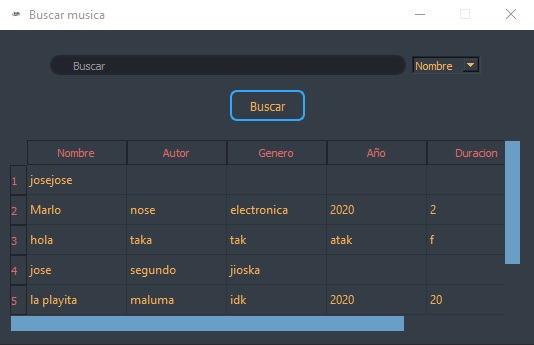 Buscar musica
Buscar Nombre
Buscar
Nombre Autor Genero Año Duracion
1 josejose
2 Marlo nose electronica 2020 2
3 hola taka tak atak f
4 jose segundo jioska
5 la playita maluma idk 2020 20